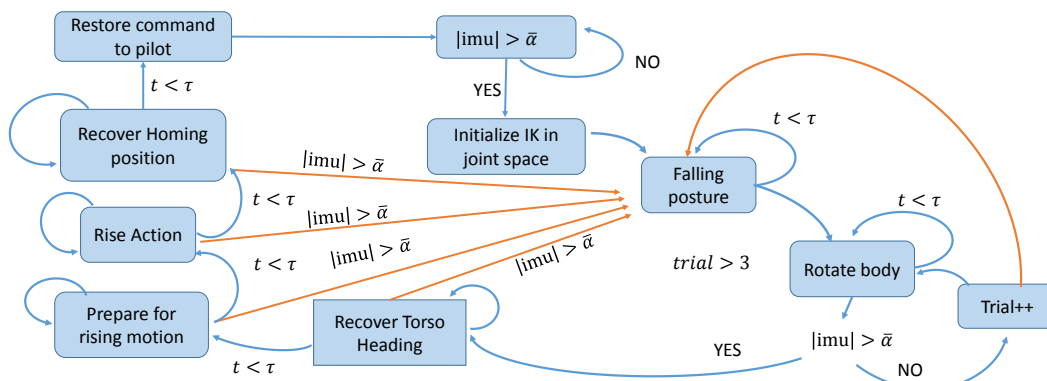 Restore command
to pilot
|imu| > ᾱ
NO
YES
t < τ
Recover Homing
position
Initialize IK in
joint space
t < τ
Falling
posture
|imu| > ᾱ
t < τ
Rise Action
|imu| > ᾱ
t < τ
|imu| > ᾱ
t < τ
|imu| > ᾱ
trial > 3
Rotate body
Prepare for
rising motion
Recover Torso
Heading
Trial++
t < τ
YES
|imu| > ᾱ
NO